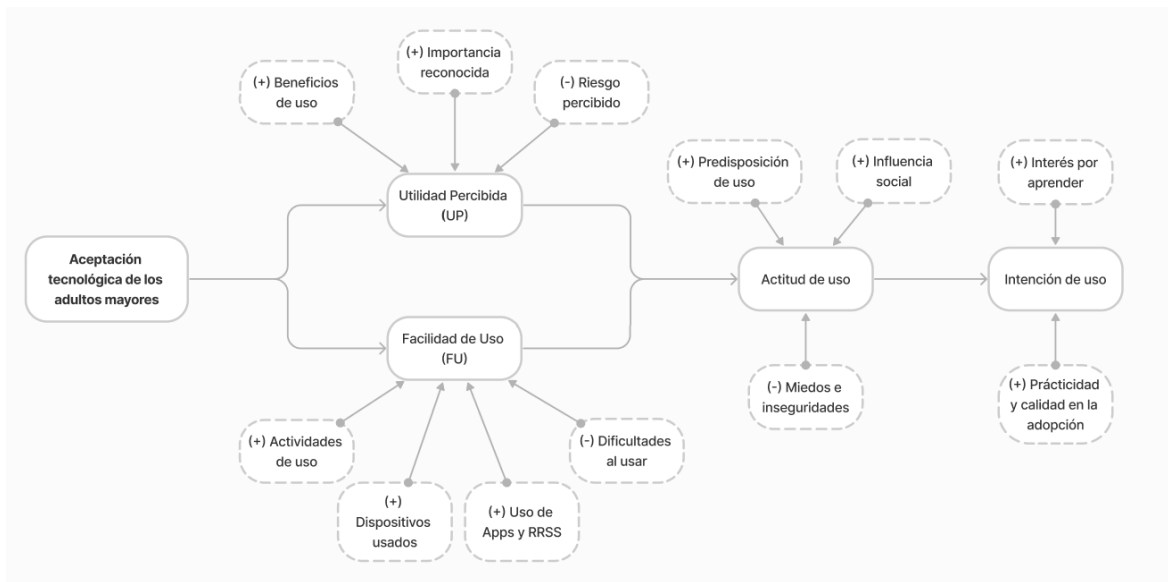 (+) Beneficios
de uso
(+) Importancia
reconocida
(-) Riesgo
percibido
Utilidad Percibida
(UP)
Aceptación
tecnológica de los
adultos mayores
Facilidad de Uso
(FU)
(+) Actividades
de uso
(+)
Dispositivos
usados
(+) Uso de
Apps y RRSS
(-) Dificultades
al usar
(+) Predisposición
de uso
(+) Influencia
social
Actitud de uso
(-) Miedos e
inseguridades
(+) Interés por
aprender
Intención de uso
(+) Prácticidad
y calidad en la
adopción